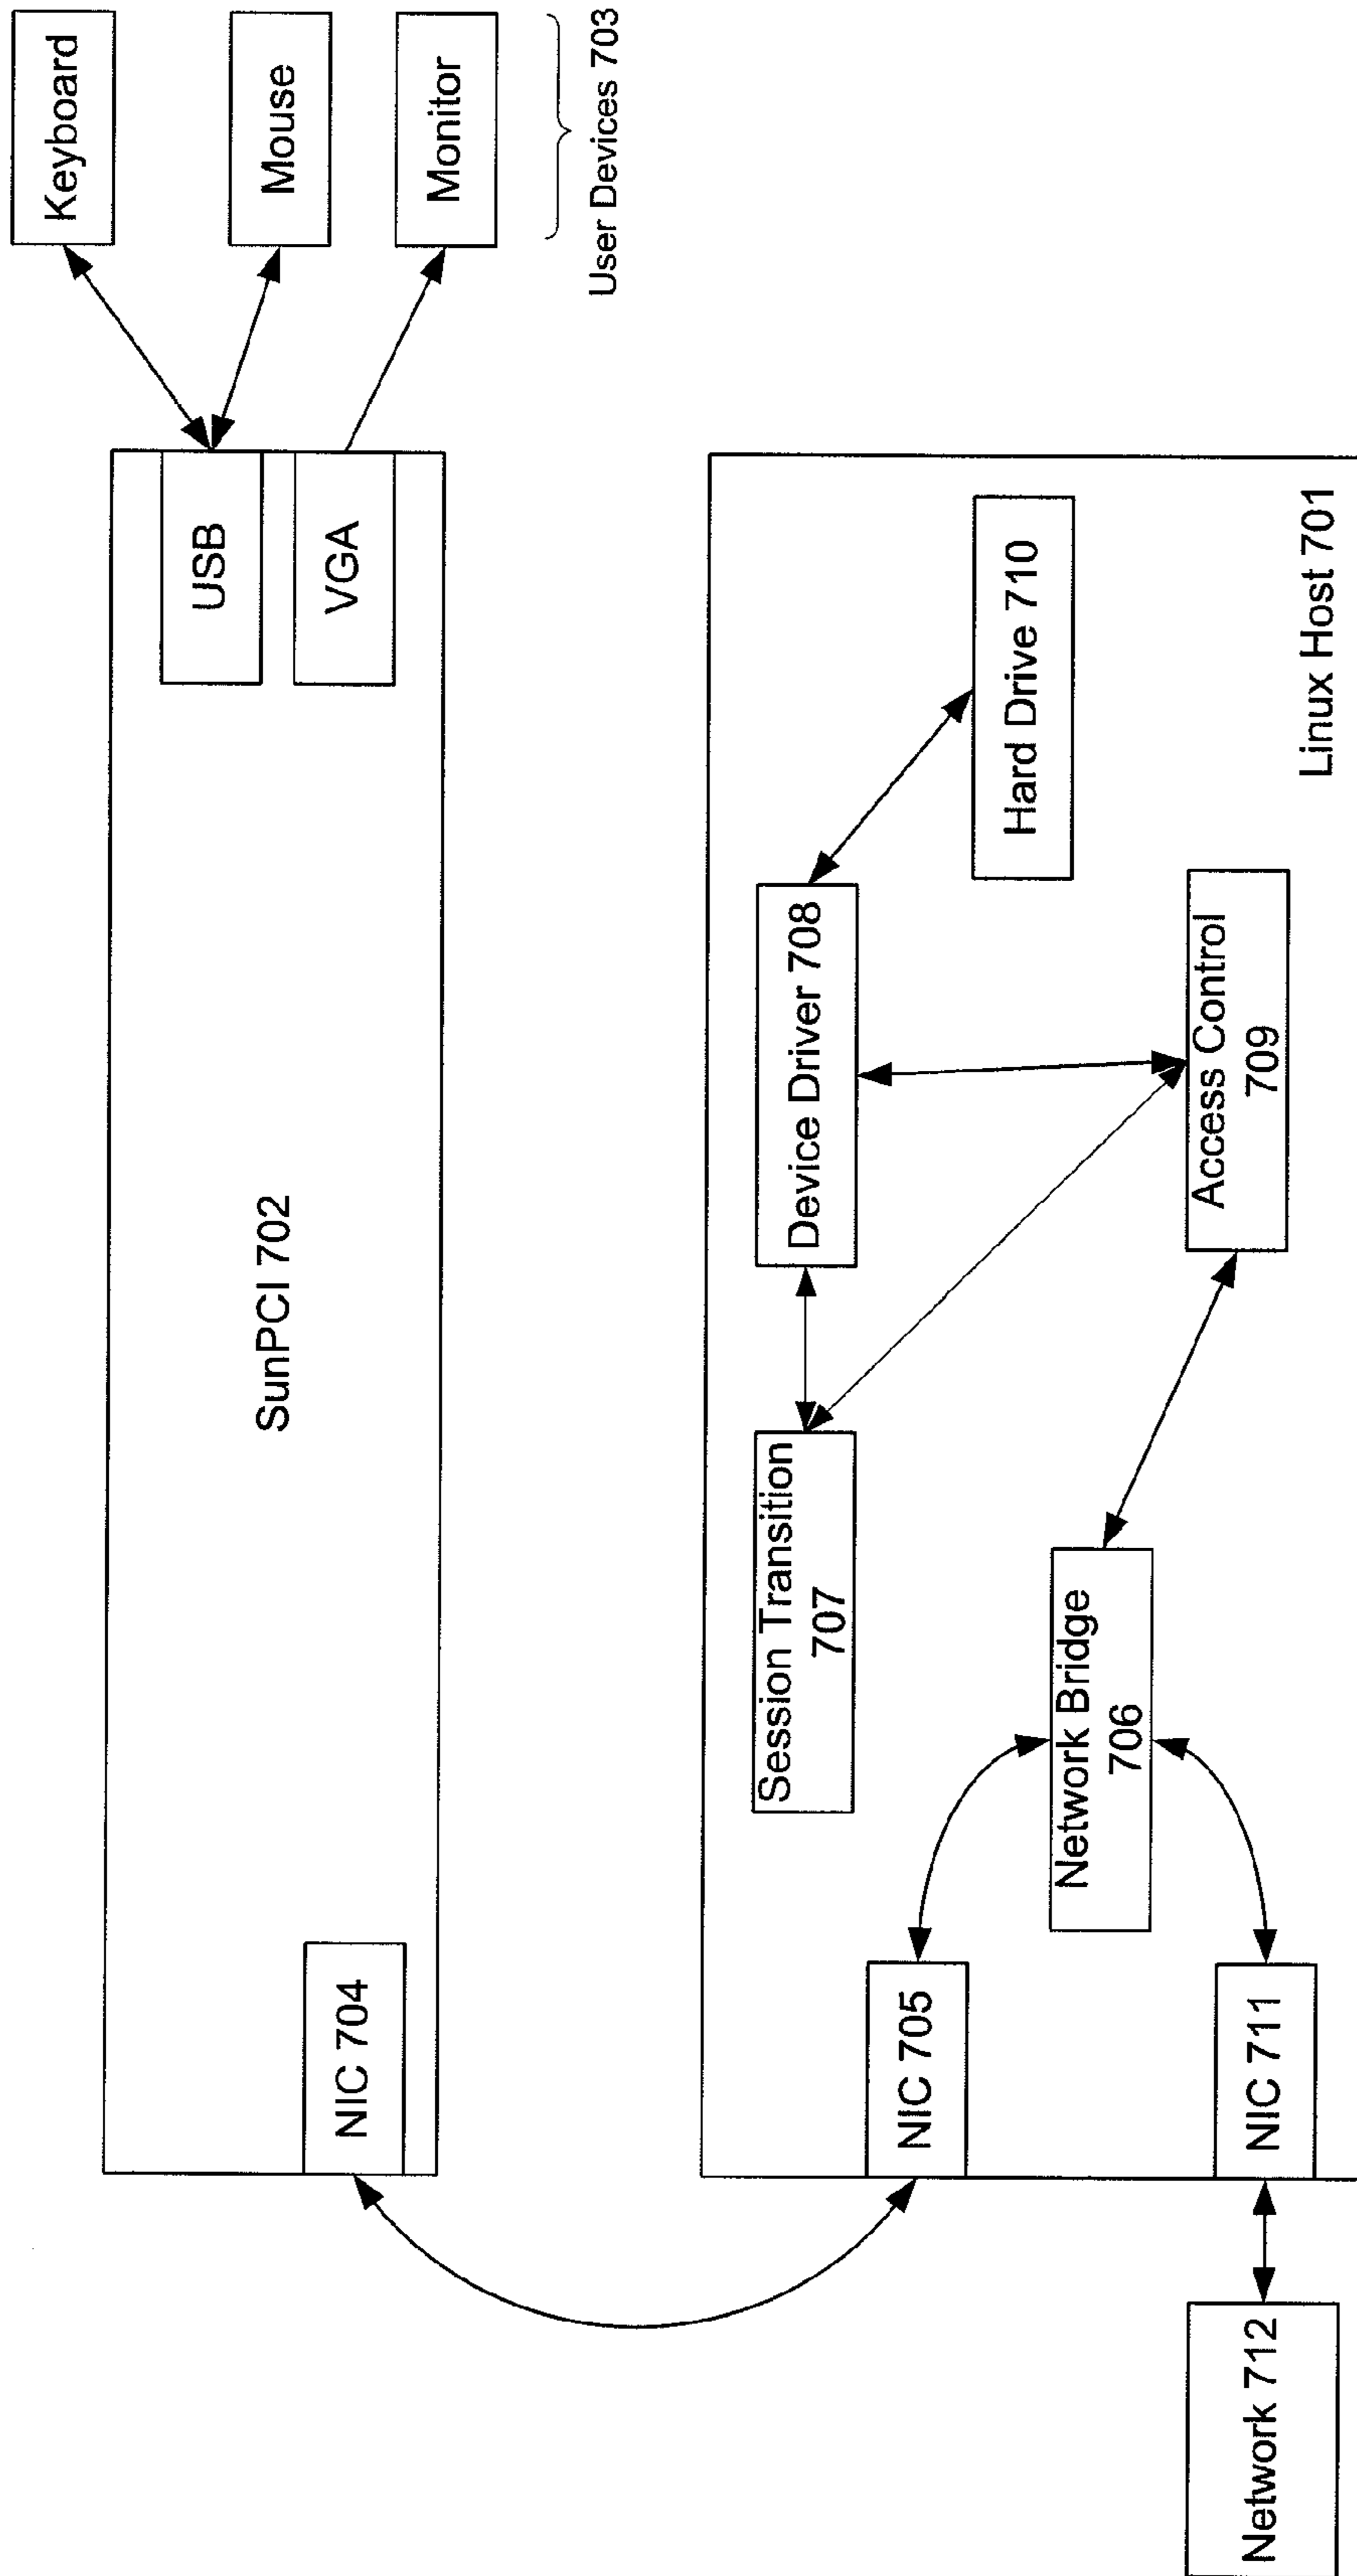 Keyboard
Mouse
Monitor
User Devices 703
USB
VGA
SunPCI 702
NIC 704
Session Transition
707
Device Driver 708
Hard Drive 710
Access Control
709
Network Bridge
706
NIC 705
NIC 711
Linux Host 701
Network 712